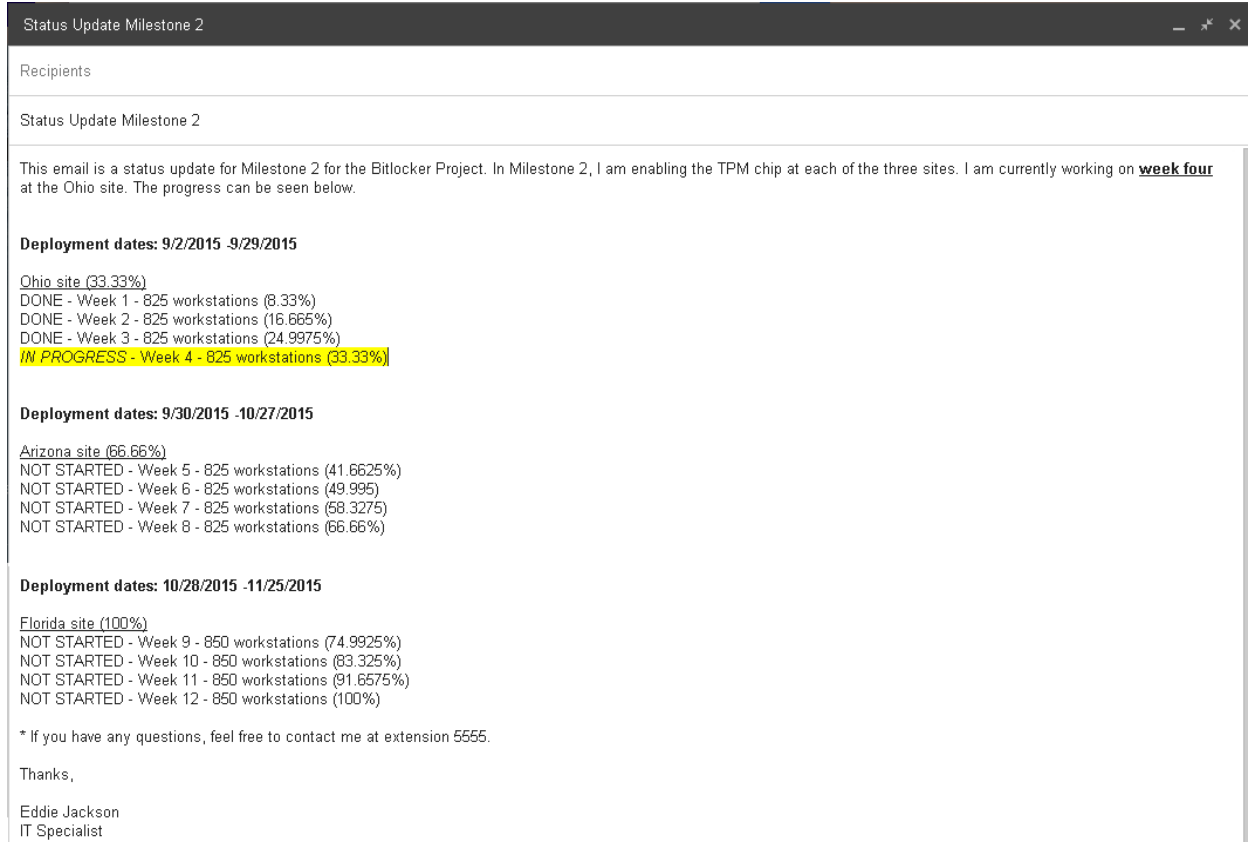 Status Update Milestone 2
Recipients
Status Update Milestone 2
This email is a status update for Milestone 2 for the Bitlocker Project. In Milestone 2, I am enabling the TPM chip at each of the three sites. I am currently working on week four
at the Ohio site. The progress can be seen below.
Deployment dates: 9/2/2015 -9/29/2015
Ohio site (33.33%)
DONE - Week 1 - 825 workstations (8.33%)
DONE - Week 2 - 825 workstations (16.665%)
DONE - Week 3 - 825 workstations (24.9975%)
IN PROGRESS - Week 4 - 825 workstations (33.33%)
Deployment dates: 9/30/2015 -10/27/2015
Arizona site (66.66%)
NOT STARTED - Week 5 - 825 workstations (41.6625%)
NOT STARTED - Week 6 - 825 workstations (49.995)
NOT STARTED - Week 7 - 825 workstations (58.3275)
NOT STARTED - Week 8 - 825 workstations (66.66%)
Deployment dates: 10/28/2015 -11/25/2015
Florida site (100%)
NOT STARTED - Week 9 - 850 workstations (74.9925%)
NOT STARTED - Week 10 - 850 workstations (83.325%)
NOT STARTED - Week 11 - 850 workstations (91.6575%)
NOT STARTED - Week 12 - 850 workstations (100%)
* If you have any questions, feel free to contact me at extension 5555.
Thanks,
Eddie Jackson
IT Specialist